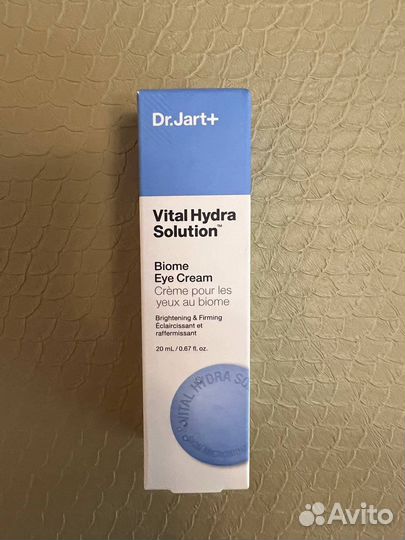 Dr.Jart+
Vital Hydra
Solution™
Biome
Eye Cream
Crème pour les
yeux au biome
Brightening & Firming
Éclaircissant et
raffermissant
20 mL / 0.67 fl. oz.
VITAL HYDRA SO
Avito